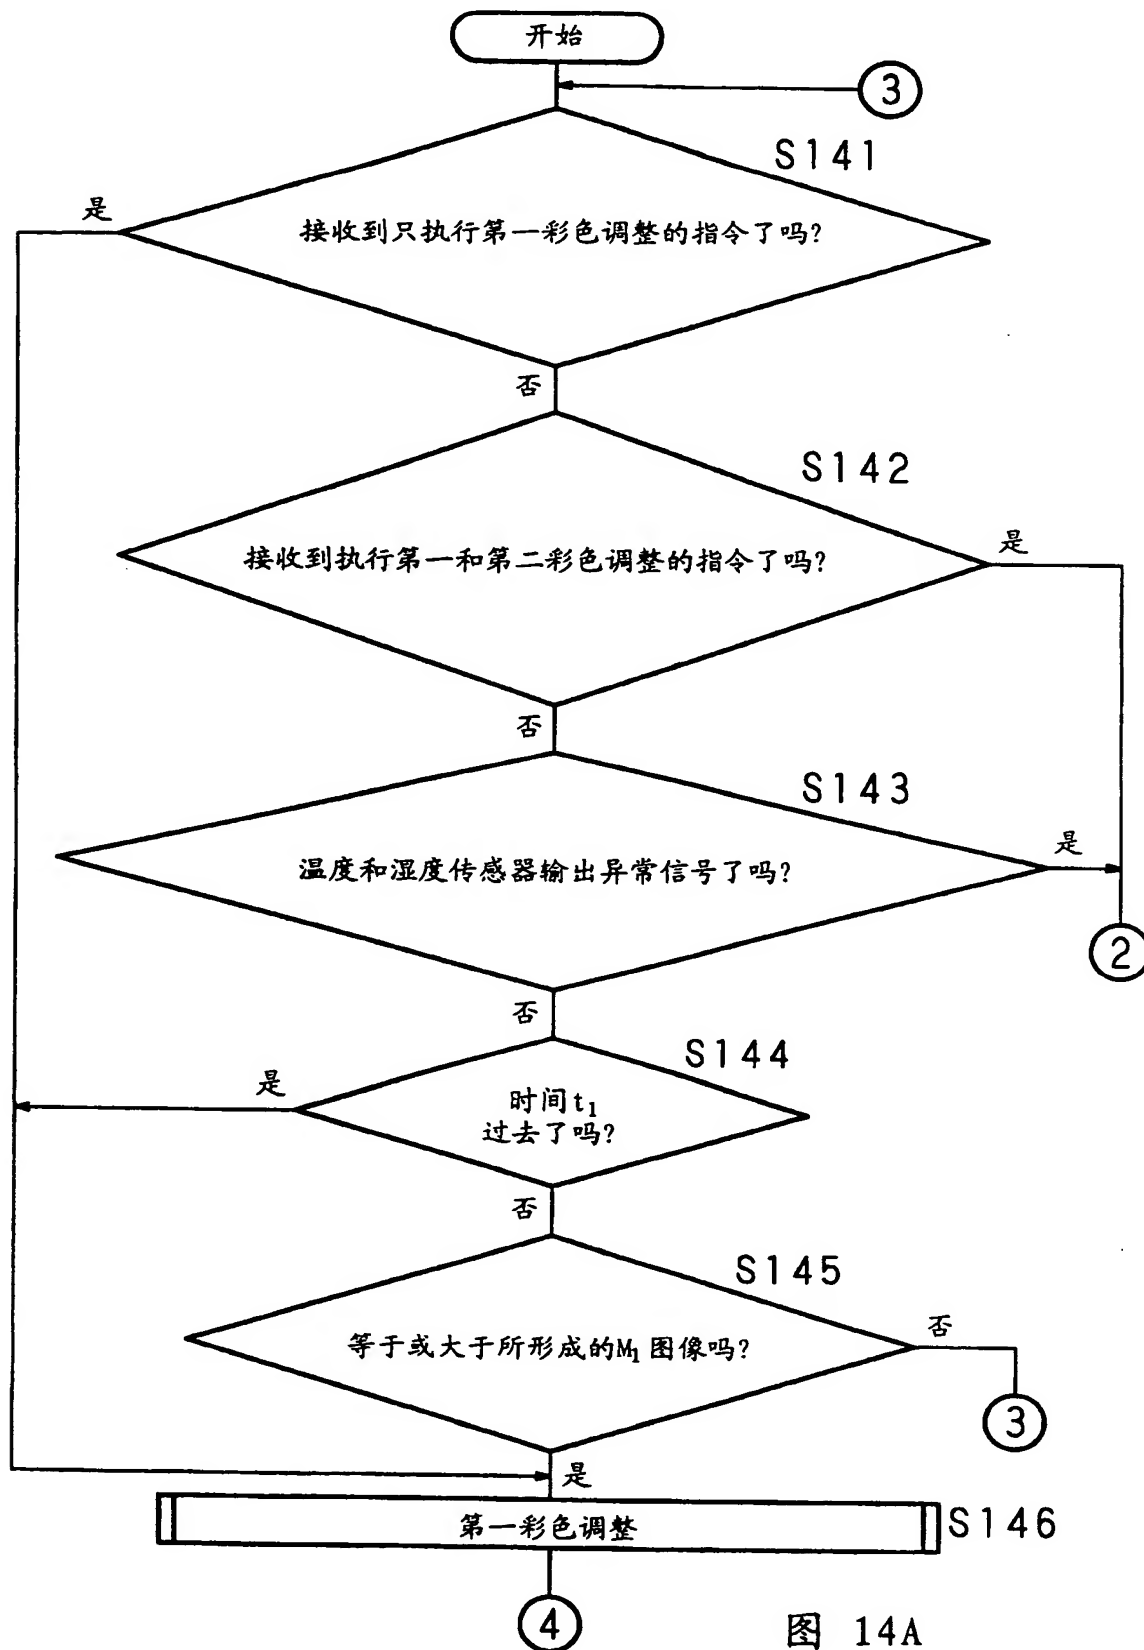 开始
3
S141
是
接收到只执行第一彩色调整的指令了吗?
否
S142
接收到执行第一和第二彩色调整的指令了吗?
是
否
S143
温度和湿度传感器输出异常信号了吗?
是
2
否
S144
是
时间t₁
过去了吗?
否
S145
等于或大于所形成的M₁图像吗?
否
3
是
第一彩色调整
S146
4
图 14A